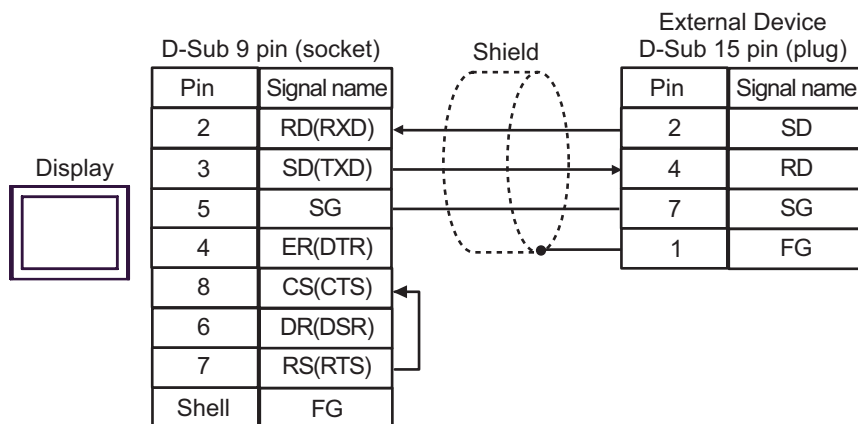 External Device
D-Sub 9 pin (socket) Shield D-Sub 15 pin (plug)
Pin Signal name Pin Signal name
2 RD(RXD) 2 SD
Display 3 SD(TXD) 4 RD
5 SG 7 SG
4 ER(DTR) 1 FG
8 CS(CTS)
6 DR(DSR)
7 RS(RTS)
Shell FG